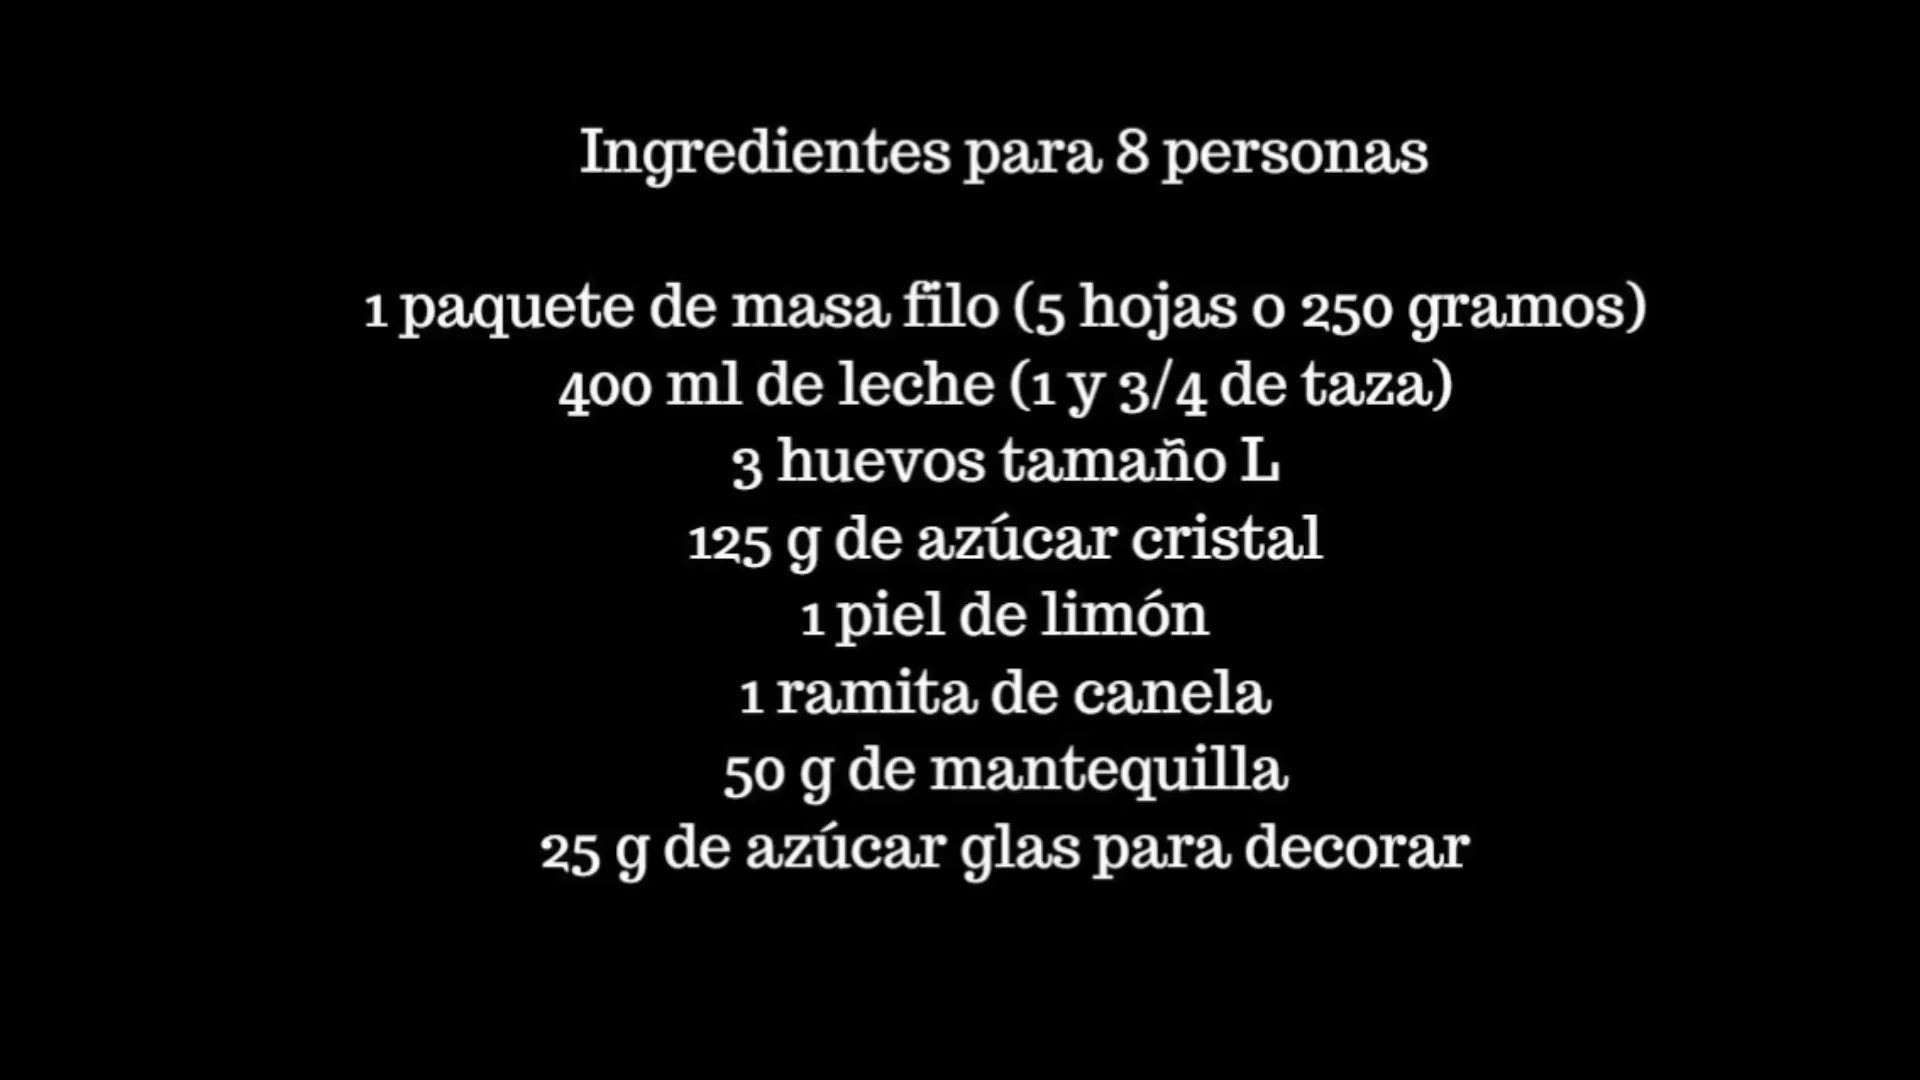 Ingredientes para 8 personas
1 paquete de masa filo (5 hojas o 250 gramos)
400 ml de leche (1 y 3/4 de taza)
3 huevos tamaño L
125 g de azúcar cristal
1 piel de limón
1 ramita de canela
50 g de mantequilla
25 g de azúcar glas para decorar